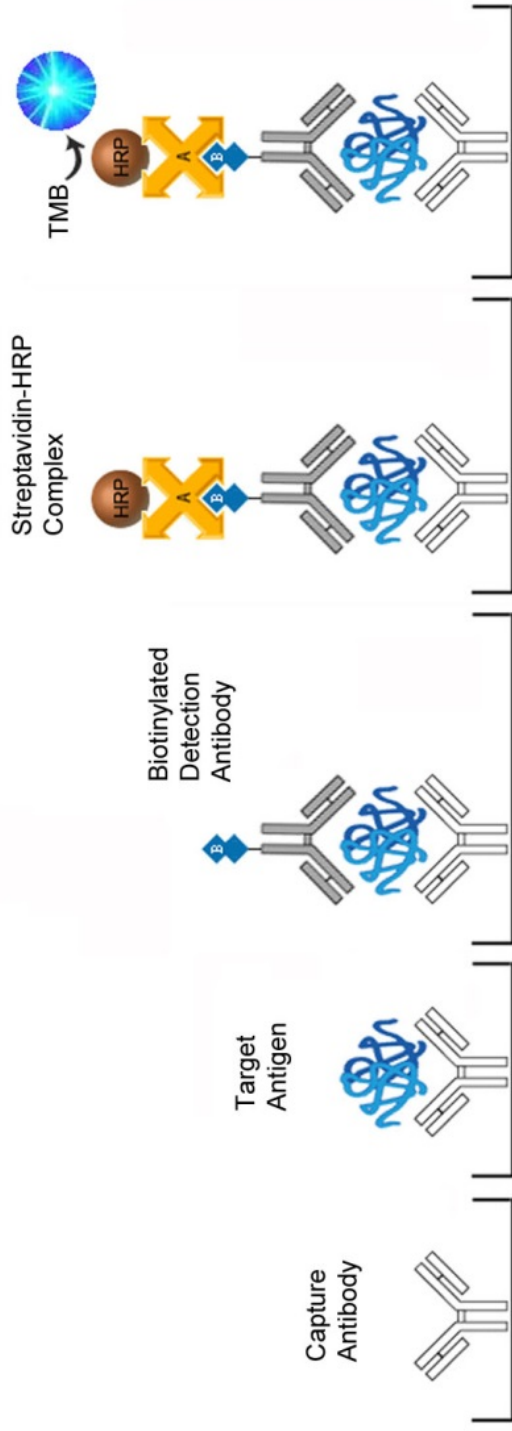 Capture
Antibody
Target
Antigen
Biotinylated
Detection
Antibody
B
Streptavidin-HRP
Complex
HRP
A
B
TMB
HRP
A
B